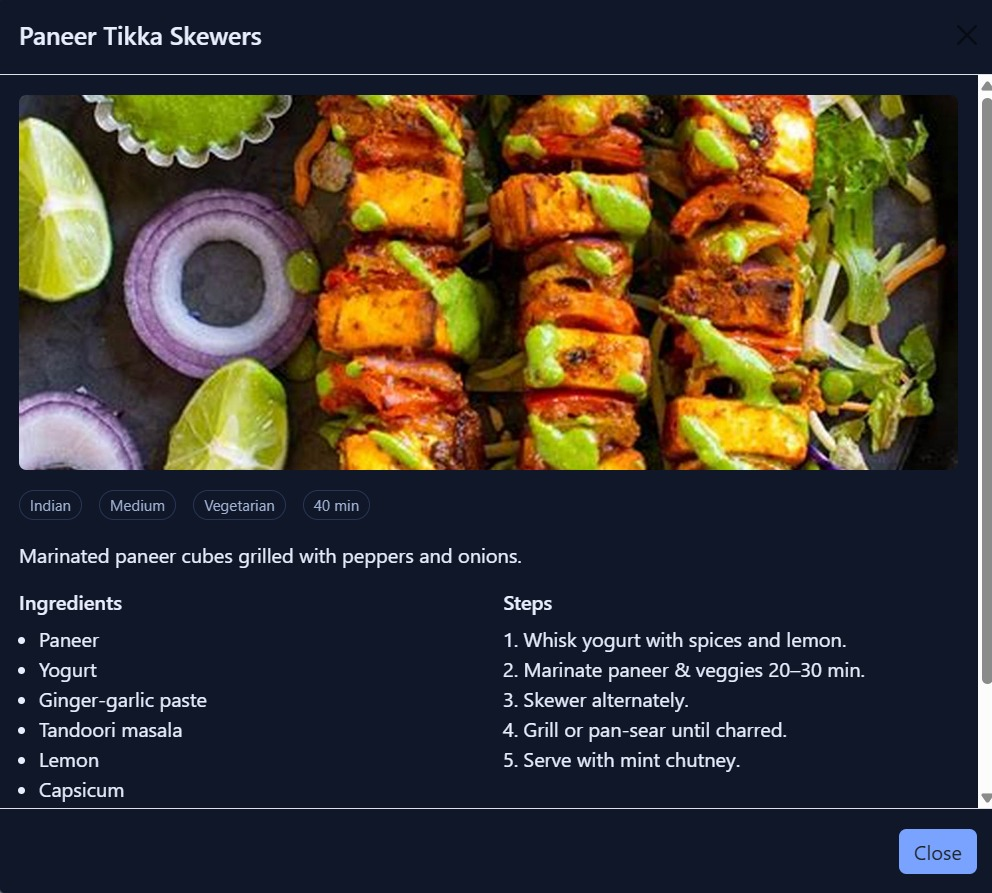 Paneer Tikka Skewers
Indian Medium Vegetarian 40 min
Marinated paneer cubes grilled with peppers and onions.
Ingredients
• Paneer
• Yogurt
• Ginger-garlic paste
• Tandoori masala
• Lemon
• Capsicum
Steps
1. Whisk yogurt with spices and lemon.
2. Marinate paneer & veggies 20–30 min.
3. Skewer alternately.
4. Grill or pan-sear until charred.
5. Serve with mint chutney.
Close